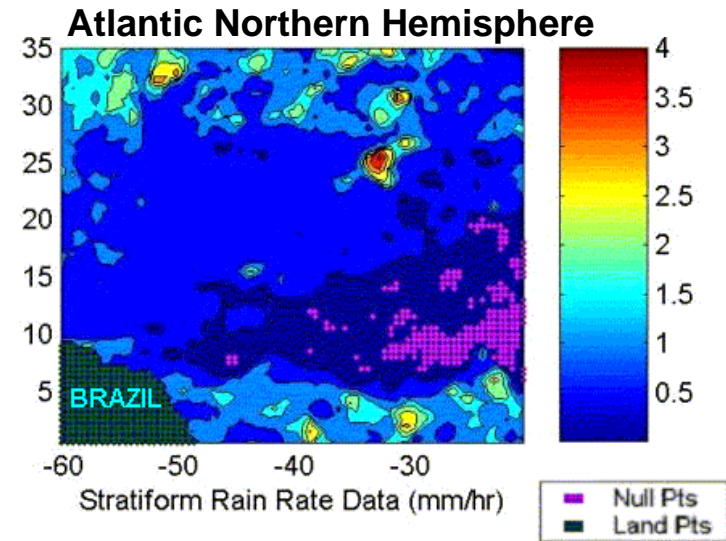 Atlantic Northern Hemisphere
35
30
25
20
15
10
5
BRAZIL
-60 -50 -40 -30
Stratiform Rain Rate Data (mm/hr)
4
3.5
3
2.5
2
1.5
1
0.5
Null Pts
Land Pts